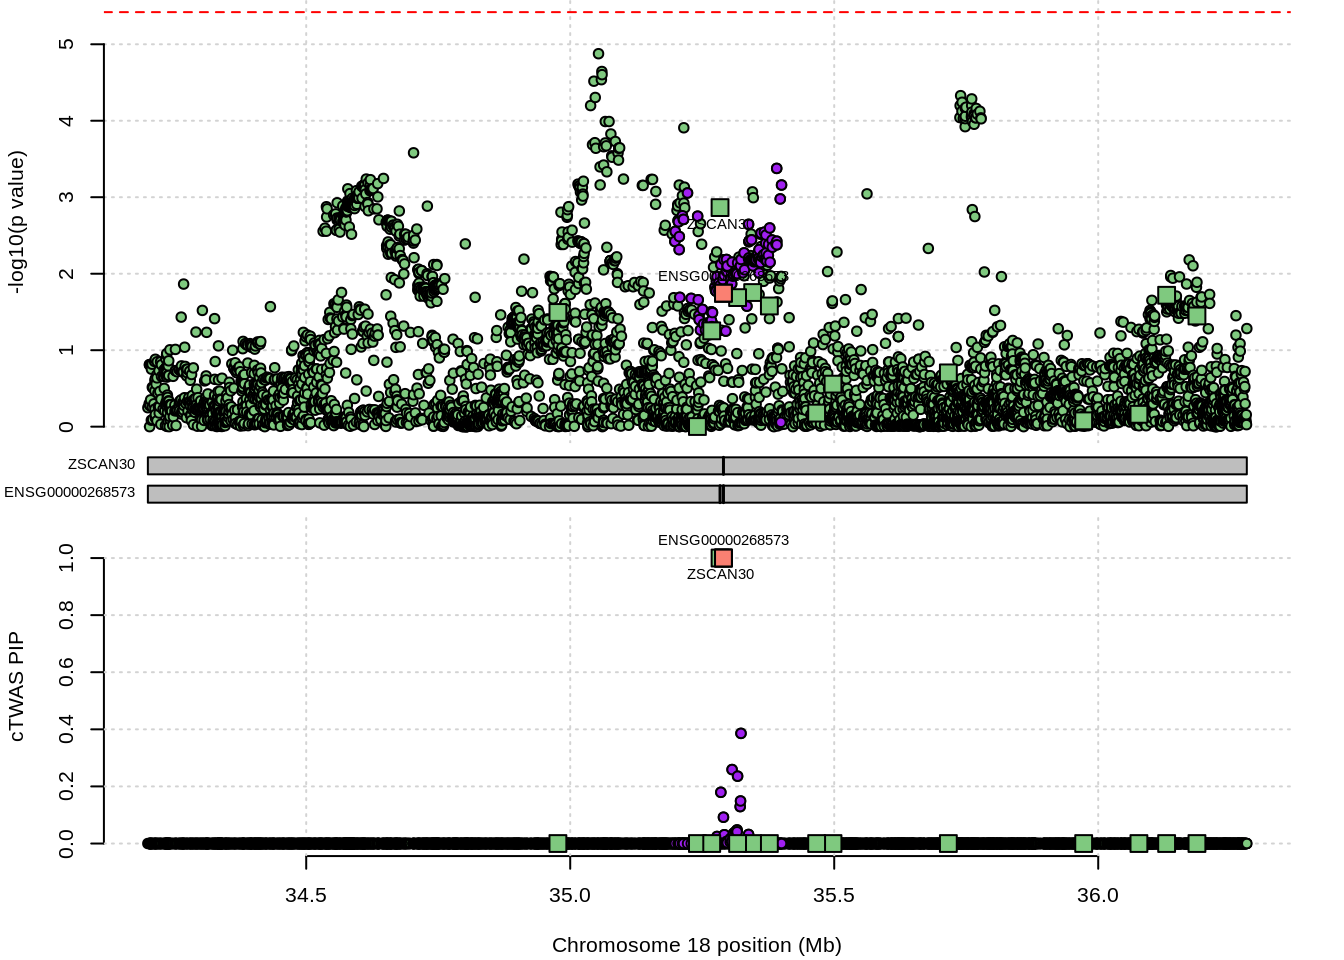 5
4
3
2
1
0
-log10(p value)
ZSCAN30
ENSG00000268573
ZSCAN30
ENSG00000268573
ENSG00000268573
ZSCAN30
1.0
0.8
0.6
0.4
0.2
0.0
cTWAS PIP
34.5 35.0 35.5 36.0
Chromosome 18 position (Mb)